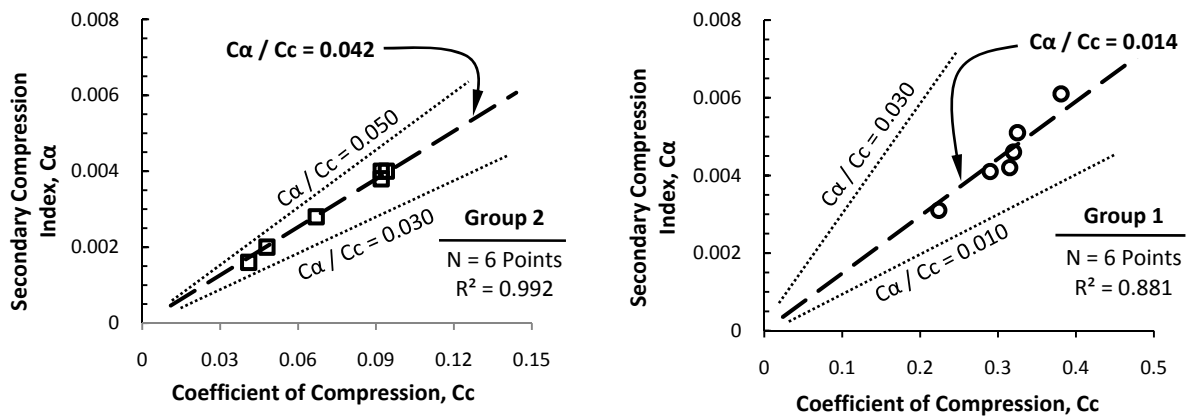 0.008
0.006
0.004
0.002
0
Secondary Compression
Index, Cα
Cα / Cc = 0.042
Cα / Cc = 0.050
Cα / Cc = 0.030
Group 2
N = 6 Points
R² = 0.992
0 0.03 0.06 0.09 0.12 0.15
Coefficient of Compression, Cc
0.008
0.006
0.004
0.002
0
Secondary Compression
Index, Cα
Cα / Cc = 0.014
Cα / Cc = 0.030
Cα / Cc = 0.010
Group 1
N = 6 Points
R² = 0.881
0 0.1 0.2 0.3 0.4 0.5
Coefficient of Compression, Cc